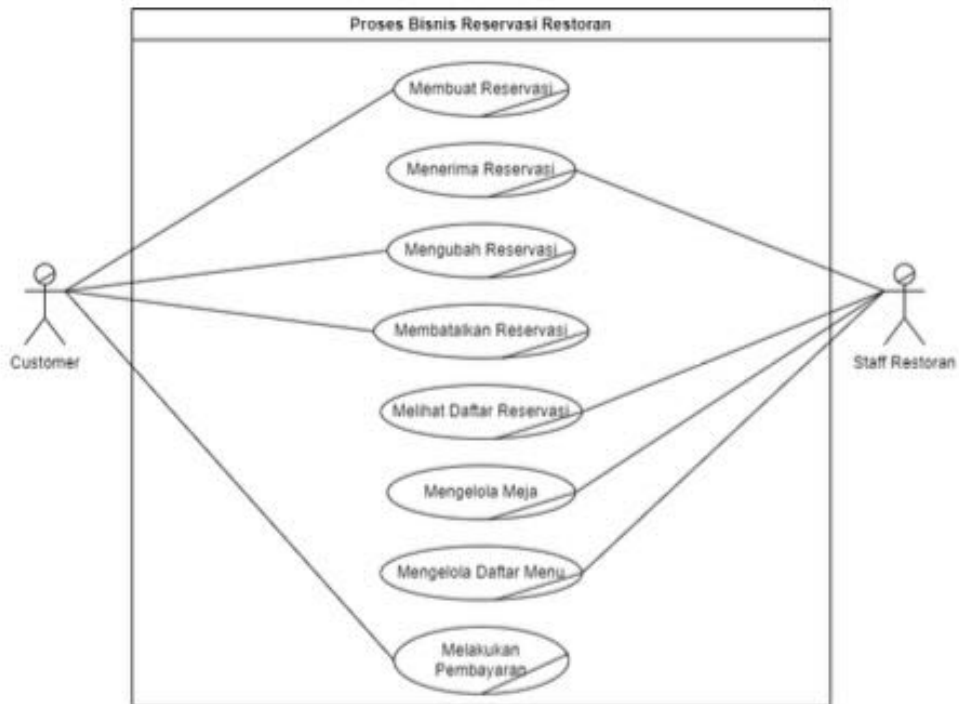 Proses Bisnis Reservasi Restoran
Membuat Reservasi
Menerima Reservasi
Mengubah Reservasi
Membatalkan Reservasi
Customer
Staff Restoran
Melihat Daftar Reservasi
Mengelola Meja
Mengelola Daftar Menu
Melakukan
Pembayaran